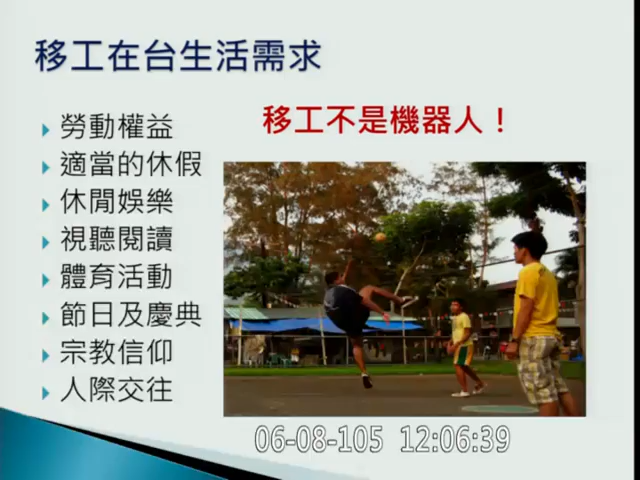 移工在台生活需求
移工不是機器人！
勞動權益
適當的休假
休閒娛樂
視聽閱讀
體育活動
節日及慶典
宗教信仰
人際交往
06-08-105 12:06:39